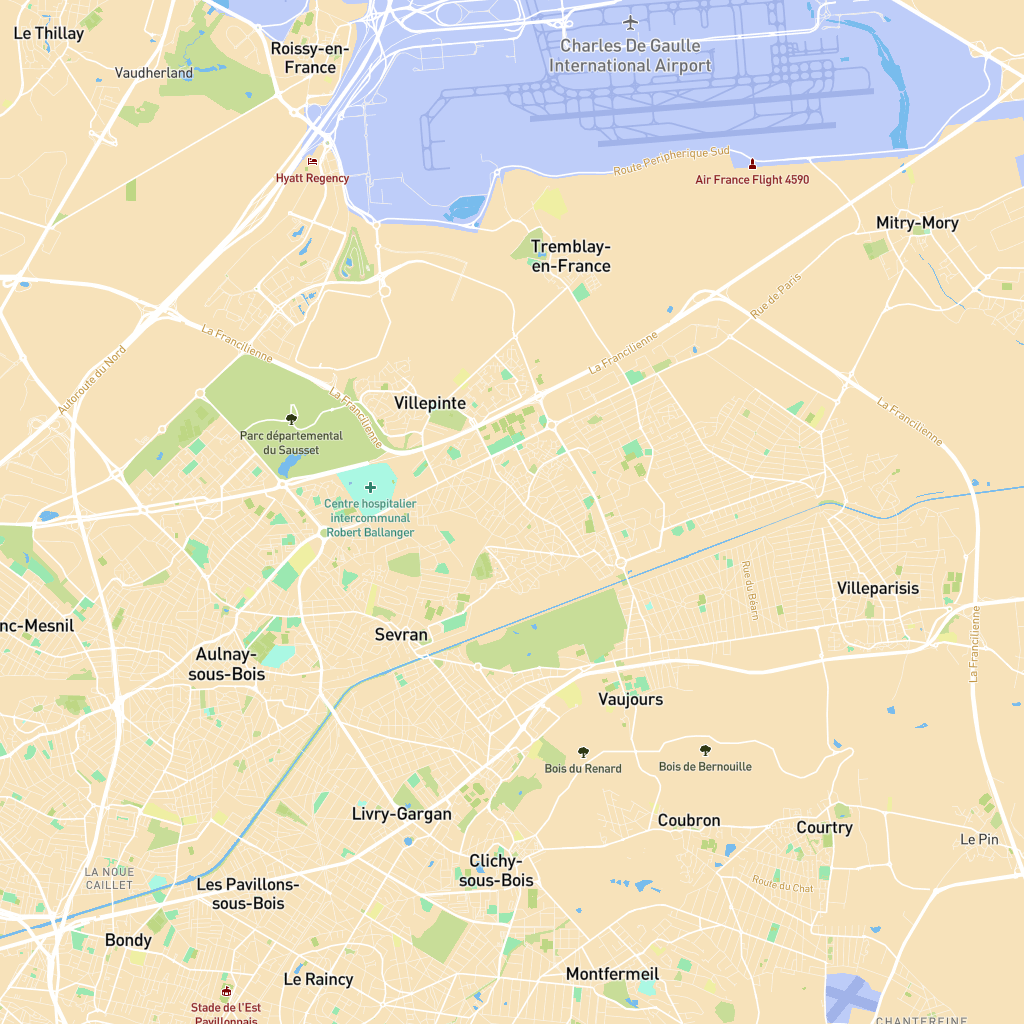 Le Thillay
Roissy-en-
France
Vaudherland
Charles De Gaulle
International Airport
Hyatt Regency
Route Peripherique Sud
Air France Flight 4590
Mitry-Mory
Tremblay-
en-France
Rue de Paris
La Francilienne
La Francilienne
Autoroute du Nord
La Francilienne
Villepinte
La Francilienne
Parc départemental
du Sausset
Centre hospitalier
intercommunal
Robert Ballanger
Rue du Béarn
Villeparisis
nc-Mesnil
Sevran
La Francilienne
Aulnay-
sous-Bois
Vaujours
Bois du Renard
Bois de Bernouille
Livry-Gargan
Coubron
Courtry
Le Pin
LA NOUE
CAILLET
Clichy-
sous-Bois
Route du Chat
Les Pavillons-
sous-Bois
Bondy
Le Raincy
Montfermeil
Stade de l'Est
Pavillonnais
CHANTEREINE